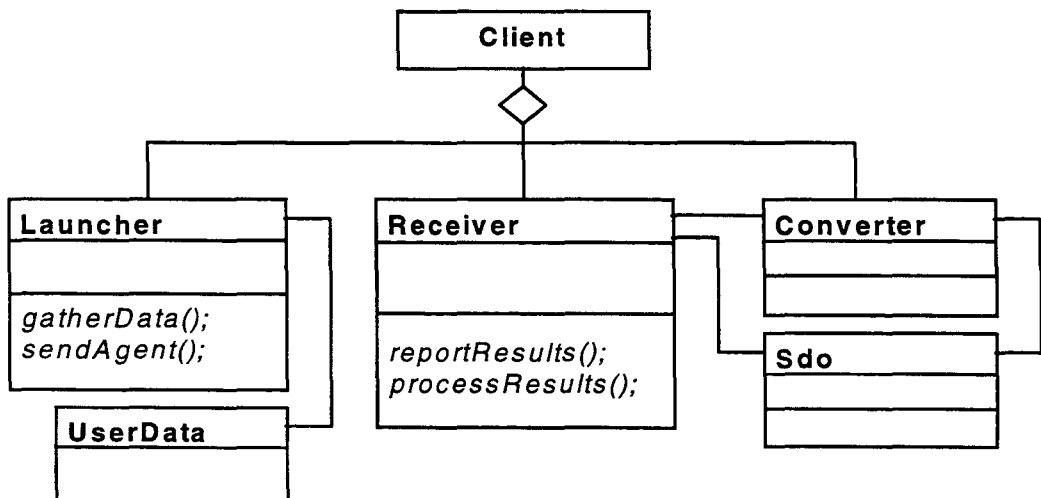 Client
Launcher
gatherData();
sendAgent();
UserData
Receiver
reportResults();
processResults();
Converter
Sdo